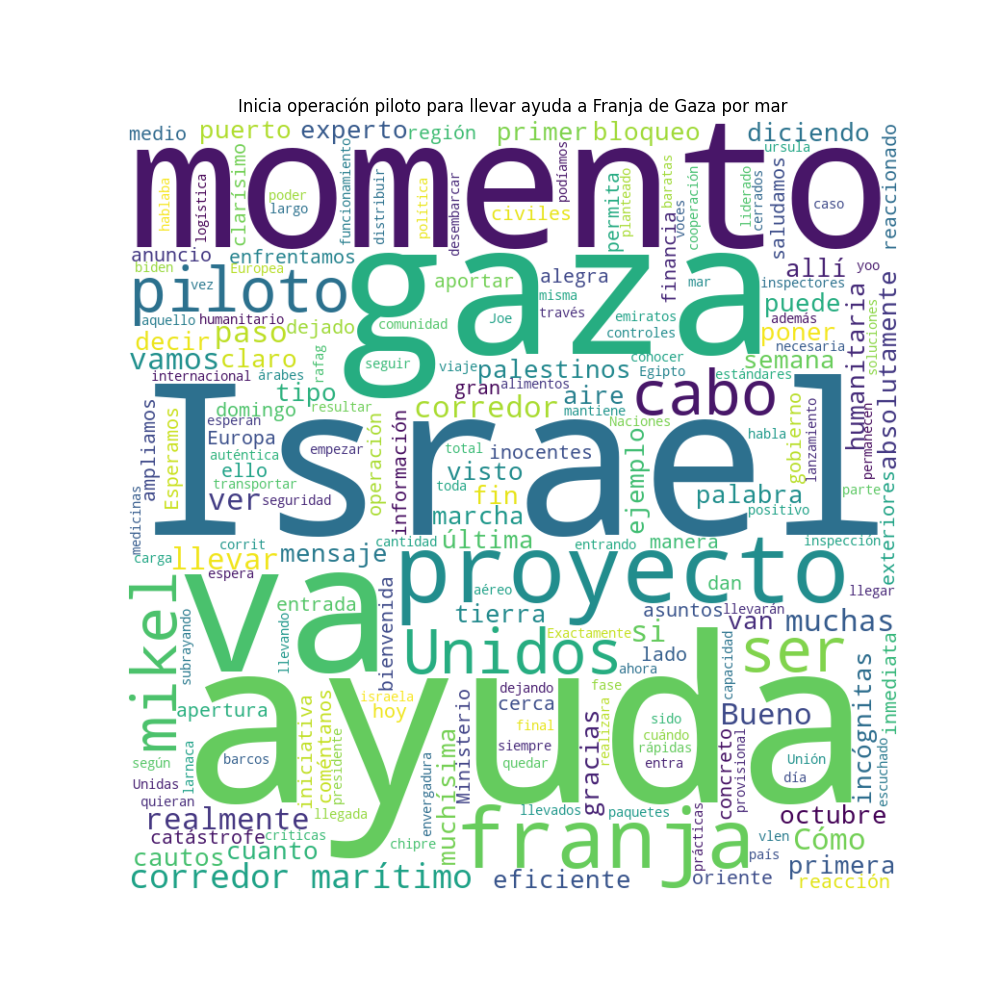 Inicia operación piloto para llevar ayuda a Franja de Gaza por mar
medio puerto experto región primer bloqueo diciendo
ursula
momento
hablaba logística clarísimo poder largo funcionamiento distribuir política desembarcar podíamos civiles permita planteado baratas voces cooperación liderado cerrados saludamos caso reaccionado
anuncio enfrentamos
biden Europea
gaza
piloto vez
aportar alegra misma través financia mar inspectores allí yoo
aquello humanitario
comunidad Joe emiratos controles puede además
decir paso dejado poner necesaria soluciones
vamos claro rafag seguir viaje palestinos conocer Egipto semana humanitaria absolutamente
internacional árabes tipo gran alimentos aire mantiene cabo estándares
Israel
ampliamos Esperamos domingo resultar corredor Naciones gobierno lanzamiento permanecen
esperan Europa auténtica empezar operación información total inocentes ejemplo habla
ello transportar visto toda palabra parte
ver seguridad fin positivo
medicinas marcha exteriores
corrit cantidad última entrando manera inspección
carga llevar mensaje
espera
va
proyecto
aéreo dan llegar
mikel subrayando entrada llevando bienvenida tierra asuntos llevarán van muchas
Unidos Exactamente si lado ahora capacidad ser inmediata
ayuda
apertura iniciativa coméntanos presidente israela hoy dejando cerca fase realizara sido cuándo rápidas entra Bueno incógnitas
según larnaca barcos muchísima Ministerio final siempre quedar gracias concreto provisional Unión día escuchado
Unidas
quieran llegada envergadura llevados paquetes octubre
realmente
franja
catástrofe críticas chipre prácticas vlen Cómo
cautos cuanto país primera
corredor marítimo eficiente oriente reacción